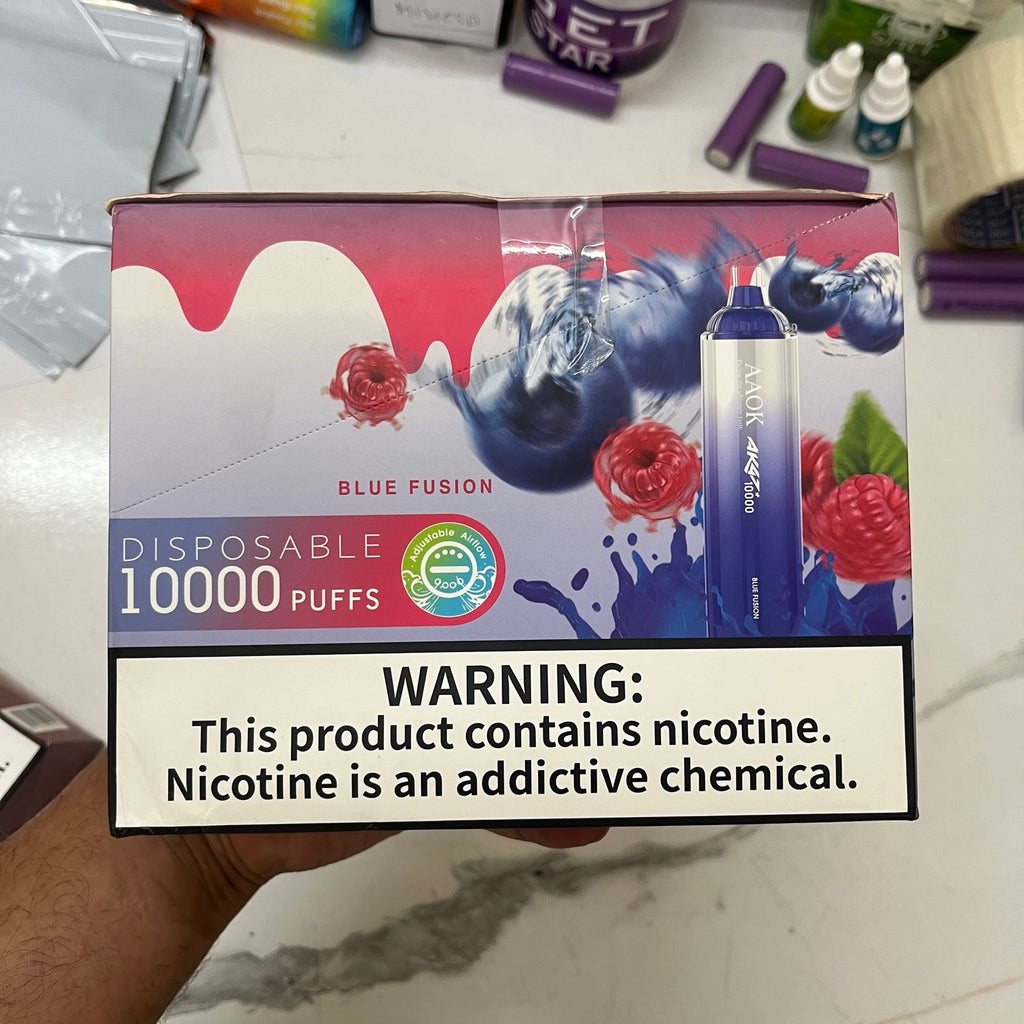 JET
STAR
BLUE FUSION
DISPOSABLE
10000 PUFFS
Adjustable Airflow
AAOK
10000
BLUE FUSION
WARNING:
This product contains nicotine.
Nicotine is an addictive chemical.